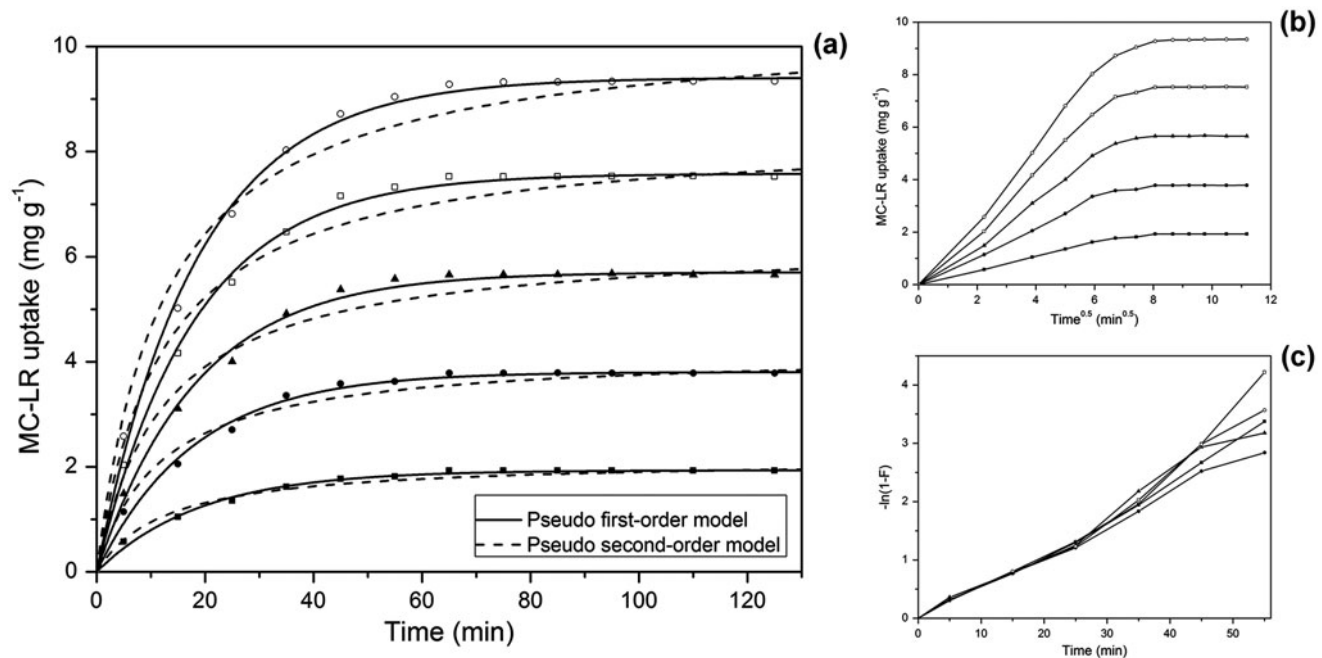 (a)
MC-LR uptake (mg g⁻¹)
10
8
6
4
2
0
Pseudo first-order model
Pseudo second-order model
0 20 40 60 80 100 120
Time (min)
(b)
MC-LR uptake (mg g⁻¹)
10
8
6
4
2
0
0 2 4 6 8 10 12
Time⁰·⁵ (min⁰·⁵)
(c)
-ln(1-F)
4
3
2
1
0
0 10 20 30 40 50
Time (min)